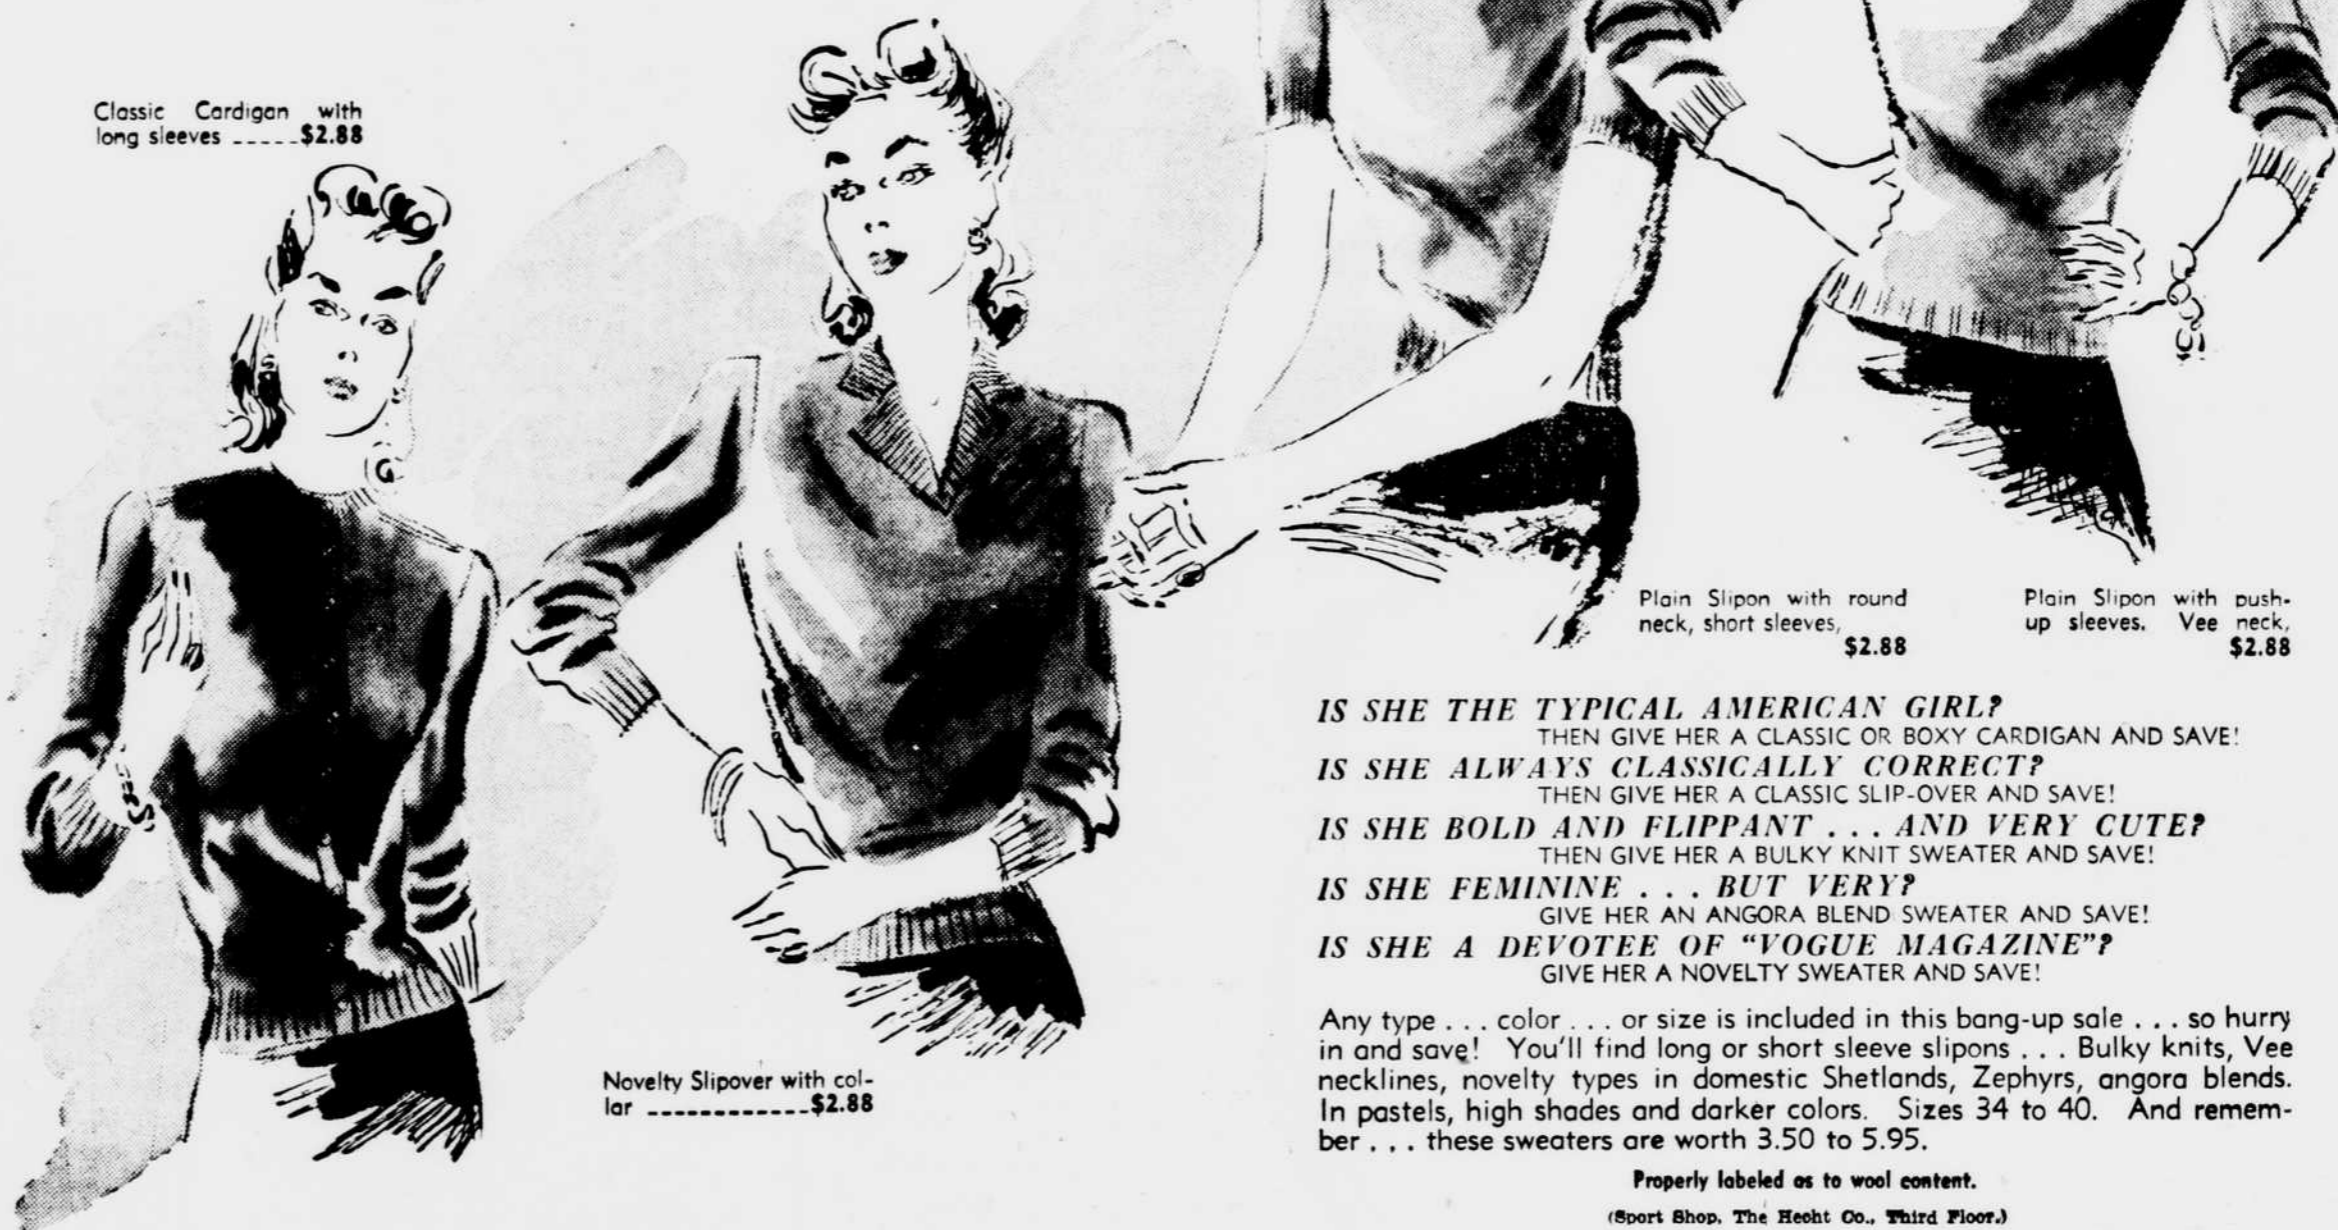 Classic Cardigan with
long sleeves -----$2.88
Plain Slipon with round
neck, short sleeves,
$2.88
Plain Slipon with push-
up sleeves. Vee neck,
$2.88
IS SHE THE TYPICAL AMERICAN GIRL?
THEN GIVE HER A CLASSIC OR BOXY CARDIGAN AND SAVE!
IS SHE ALWAYS CLASSICALLY CORRECT?
THEN GIVE HER A CLASSIC SLIP-OVER AND SAVE!
IS SHE BOLD AND FLIPPANT . . . AND VERY CUTE?
THEN GIVE HER A BULKY KNIT SWEATER AND SAVE!
IS SHE FEMININE . . . BUT VERY?
GIVE HER AN ANGORA BLEND SWEATER AND SAVE!
IS SHE A DEVOTEE OF "VOGUE MAGAZINE"?
GIVE HER A NOVELTY SWEATER AND SAVE!
Any type . . . color . . . or size is included in this bang-up sale . . . so hurry
in and save! You'll find long or short sleeve slipons . . . Bulky knits, Vee
necklines, novelty types in domestic Shetlands, Zephyrs, angora blends.
In pastels, high shades and darker colors. Sizes 34 to 40. And remem-
ber . . . these sweaters are worth 3.50 to 5.95.
Properly labeled as to wool content.
(Sport Shop, The Hecht Co., Third Floor.)
Novelty Slipover with col-
lar ------------$2.88